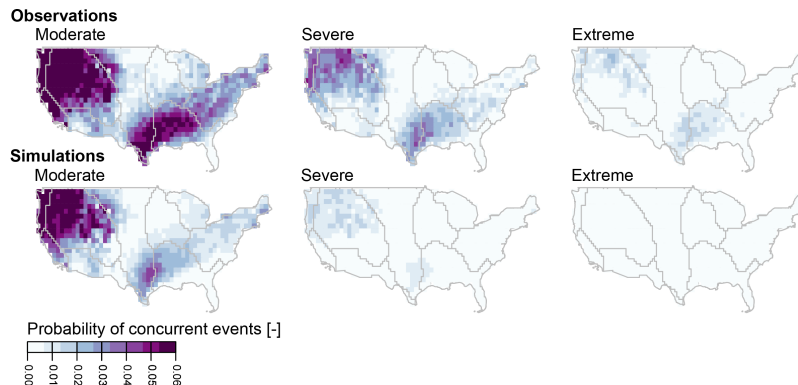 Observations
Moderate Severe Extreme
Simulations
Moderate Severe Extreme
Probability of concurrent events [-]
0.00 0.01 0.02 0.03 0.04 0.05 0.06